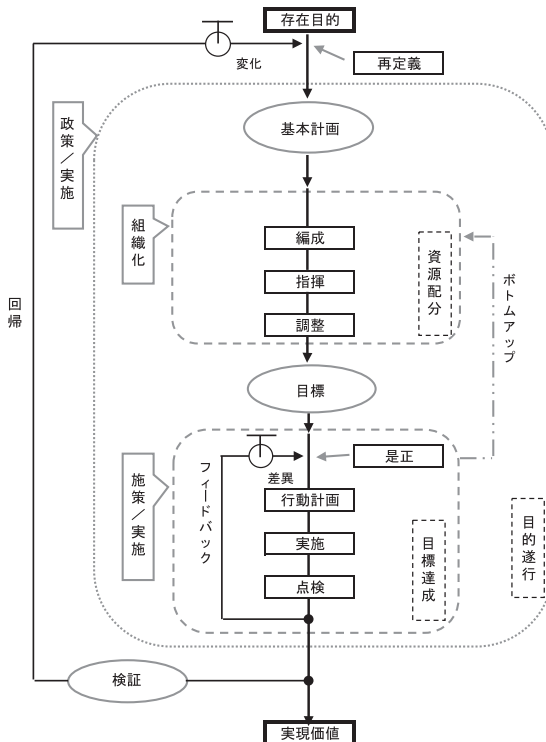 存在目的
変化
再定義
基本計画
政策／実施
組織化
編成
指揮
調整
資源配分
ボトムアップ
回帰
目標
是正
差異
フィードバック
施策／実施
行動計画
実施
点検
目標達成
目的遂行
検証
実現価値